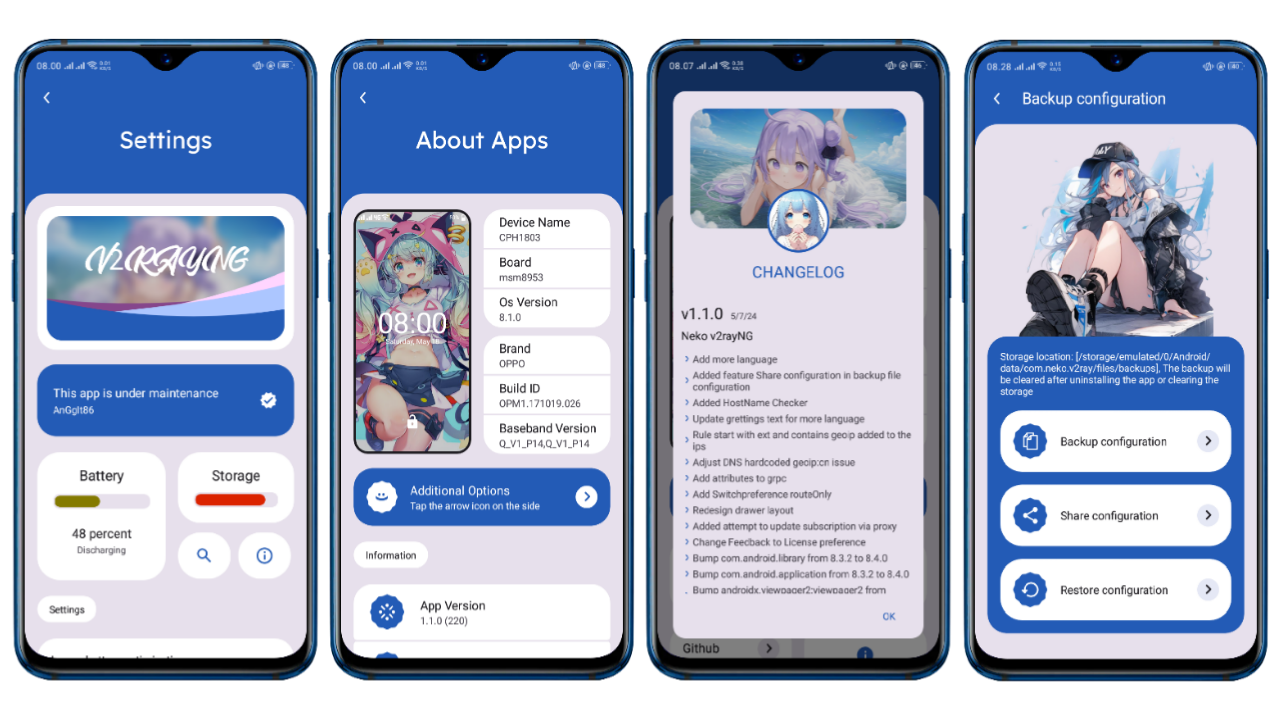 08.00
Settings
V2RAYNG
This app is under maintenance
AnGgIt86
Battery
48 percent
Discharging
Storage
Settings
08.00
About Apps
08:00
Saturday, May 18
Device Name
CPH1803
Board
msm8953
Os Version
8.1.0
Brand
OPPO
Build ID
OPM1.171019.026
Baseband Version
Q_V1_P14,Q_V1_P14
Additional Options
Tap the arrow icon on the side
Information
App Version
1.1.0 (220)
08.07
CHANGELOG
v1.1.0 5/7/24
Neko v2rayNG
Add more language
Added feature Share configuration in backup file
configuration
Added HostName Checker
Update grettings text for more language
Rule start with ext and contains geoip added to the
ips
Adjust DNS hardcoded geoip:cn issue
Add attributes to grpc
Add Switchpreference routeOnly
Redesign drawer layout
Added attempt to update subscription via proxy
Change Feedback to License preference
Bump com.android.library from 8.3.2 to 8.4.0
Bump com.android.application from 8.3.2 to 8.4.0
Bump androidx.viewpager2:viewpager2 from
OK
Github
08.28
Backup configuration
Storage location: [/storage/emulated/0/Android/
data/com.neko.v2ray/files/backups], The backup will
be cleared after uninstalling the app or clearing the
storage
Backup configuration
Share configuration
Restore configuration